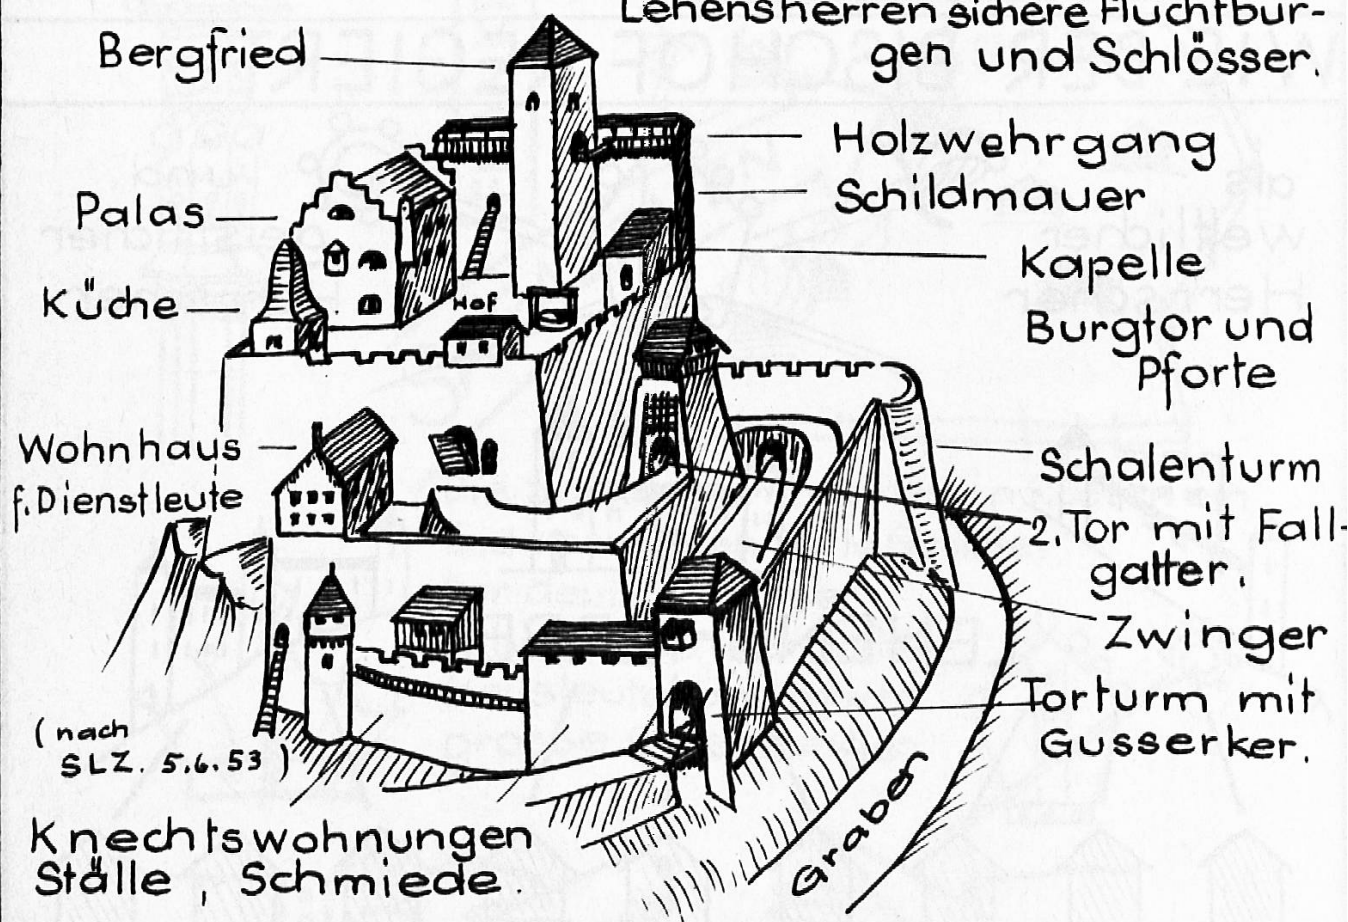 Lehensherren sichere Fluchtbur-
gen und Schlösser.
Bergfried
Holzwehrgang
Schildmauer
Palas
Kapelle
Küche
Hof
Burgtor und
Pforte
Wohnhaus
f. Dienstleute
Schalenturm
2. Tor mit Fall-
gatter.
Zwinger
Torturm mit
Gusserker.
(nach
SLZ. 5.6.53)
Graben
Knechtswohnungen
Ställe, Schmiede.